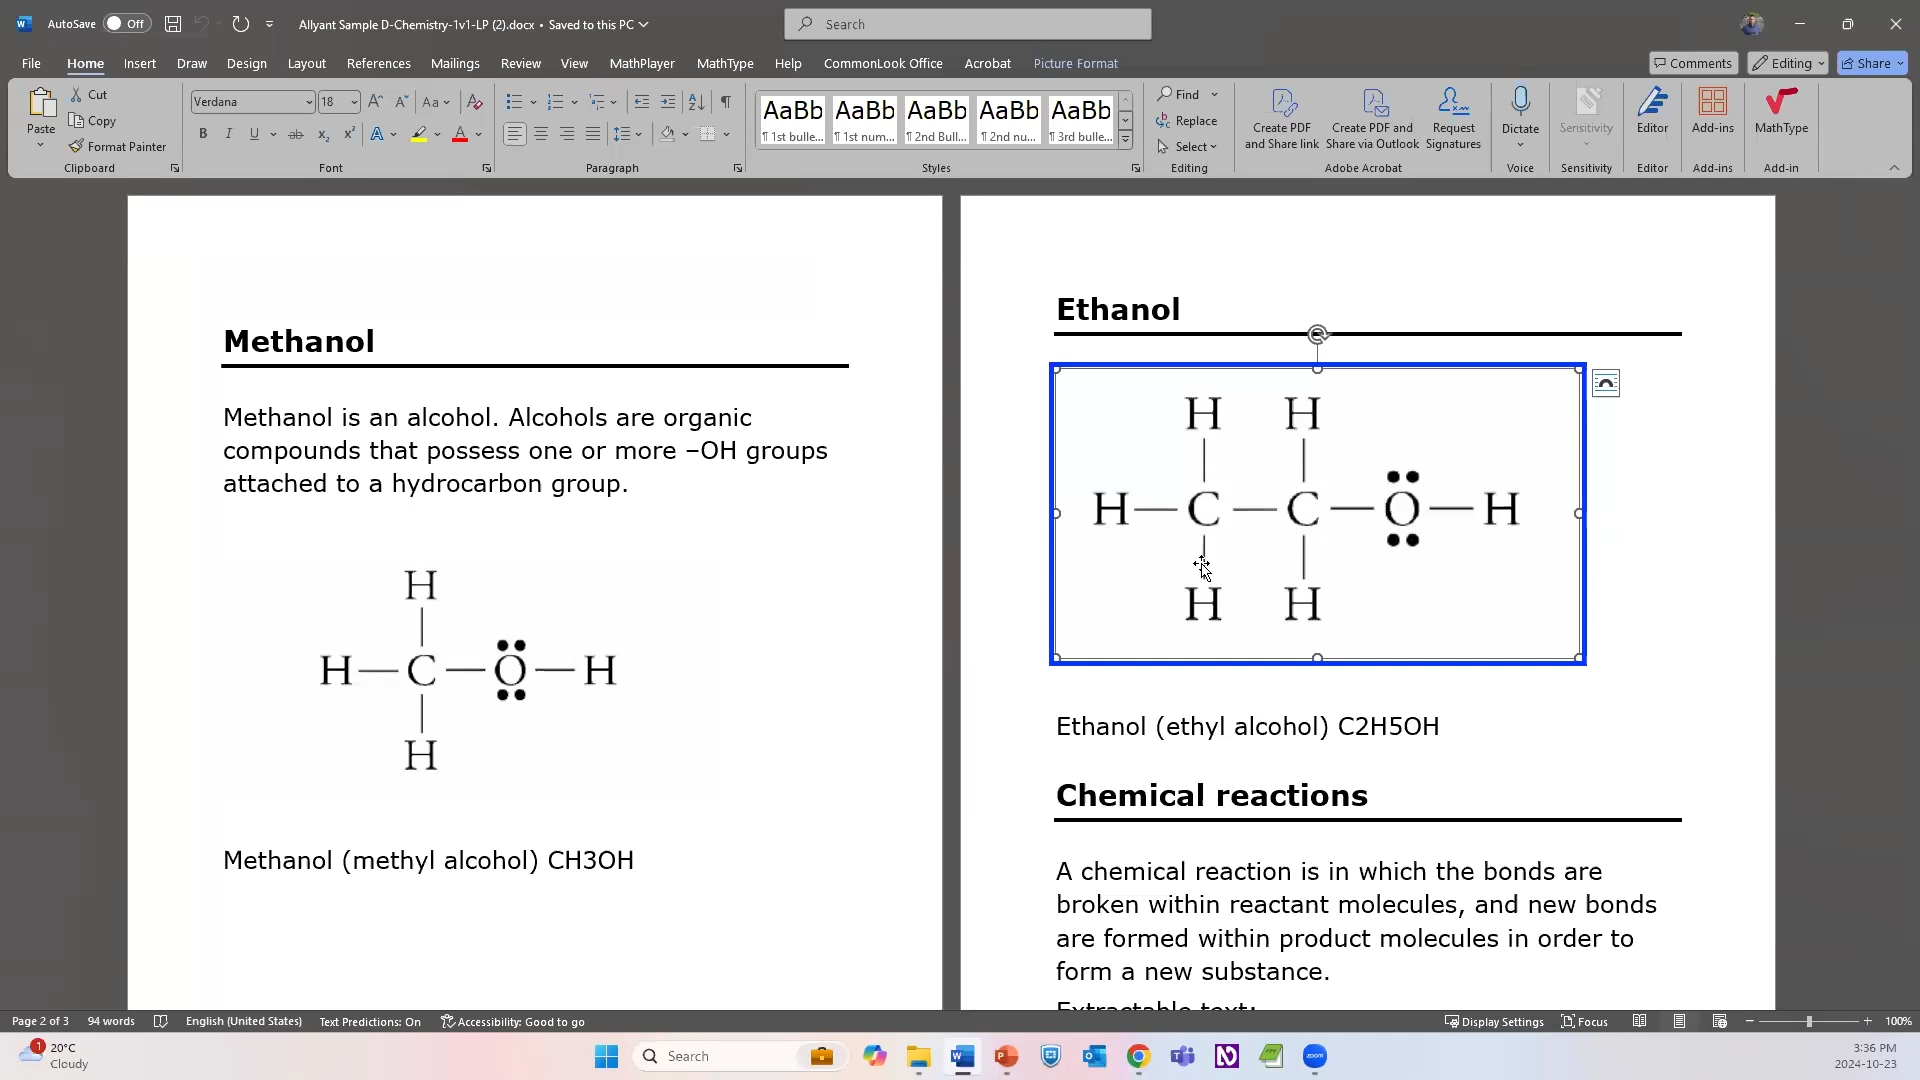 AutoSave Off Allyant Sample D-Chemistry-1v1-LP (2).docx • Saved to this PC Search
File Home Insert Draw Design Layout References Mailings Review View MathPlayer MathType Help CommonLook Office Acrobat Picture Format Comments Editing Share
Paste Cut Copy Format Painter Clipboard
Verdana 18 Aa B I U ab x₂ x² A A Font
Paragraph
AaBb AaBb AaBb AaBb AaBb
¶ 1st bulle... ¶ 1st num... ¶ 2nd Bull... ¶ 2nd nu... ¶ 3rd bulle...
Styles
Find Replace Select Editing
Create PDF and Share link Create PDF and Share via Outlook Request Signatures Adobe Acrobat
Dictate Voice Sensitivity Sensitivity Editor Editor Add-ins Add-ins MathType Add-in
Methanol
Methanol is an alcohol. Alcohols are organic
compounds that possess one or more –OH groups
attached to a hydrocarbon group.
H
H C O H
H
Methanol (methyl alcohol) CH3OH
Ethanol
H H
H C C O H
H H
Ethanol (ethyl alcohol) C2H5OH
Chemical reactions
A chemical reaction is in which the bonds are
broken within reactant molecules, and new bonds
are formed within product molecules in order to
form a new substance.
Extractable text:
Page 2 of 3 94 words English (United States) Text Predictions: On Accessibility: Good to go Display Settings Focus 100%
1 20°C
Cloudy
Search
zoom
3:36 PM
2024-10-23